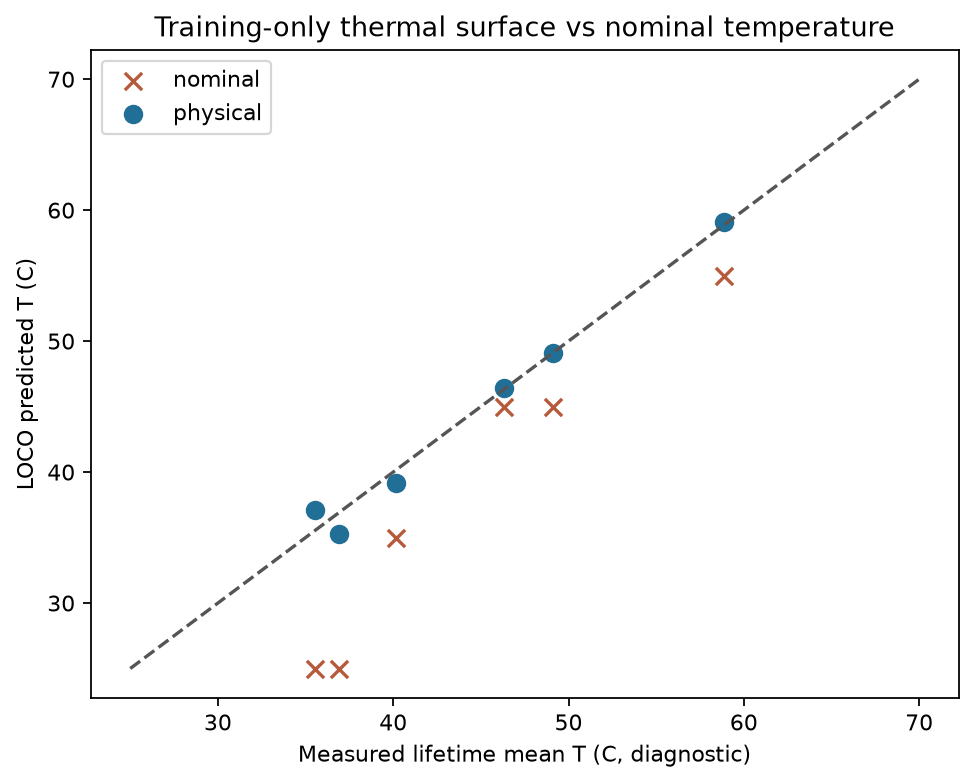 Training-only thermal surface vs nominal temperature
nominal
physical
70
60
50
40
30
LOCO predicted T (C)
30 40 50 60 70
Measured lifetime mean T (C, diagnostic)